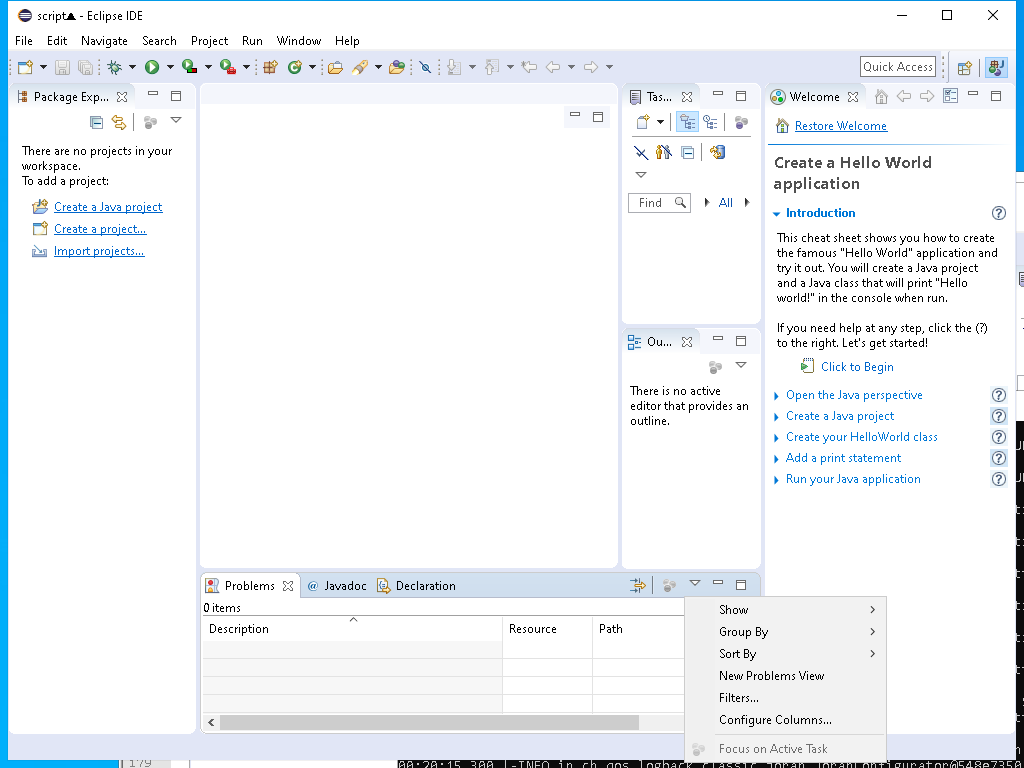 script▲ - Eclipse IDE
File Edit Navigate Search Project Run Window Help
Quick Access
Package Exp...
There are no projects in your
workspace.
To add a project:
Create a Java project
Create a project...
Import projects...
Tas...
Find
All
Ou...
There is no active
editor that provides an
outline.
Welcome
Restore Welcome
Create a Hello World
application
Introduction
This cheat sheet shows you how to create
the famous "Hello World" application and
try it out. You will create a Java project
and a Java class that will print "Hello
world!" in the console when run.
If you need help at any step, click the (?)
to the right. Let's get started!
Click to Begin
Open the Java perspective
Create a Java project
Create your HelloWorld class
Add a print statement
Run your Java application
Problems @ Javadoc Declaration
0 items
Description Resource Path
Show
Group By
Sort By
New Problems View
Filters...
Configure Columns...
Focus on Active Task
179
00:20:15,300 |-INFO in ch.qos.logback.classic.joran.JoranConfigurator@548e7350